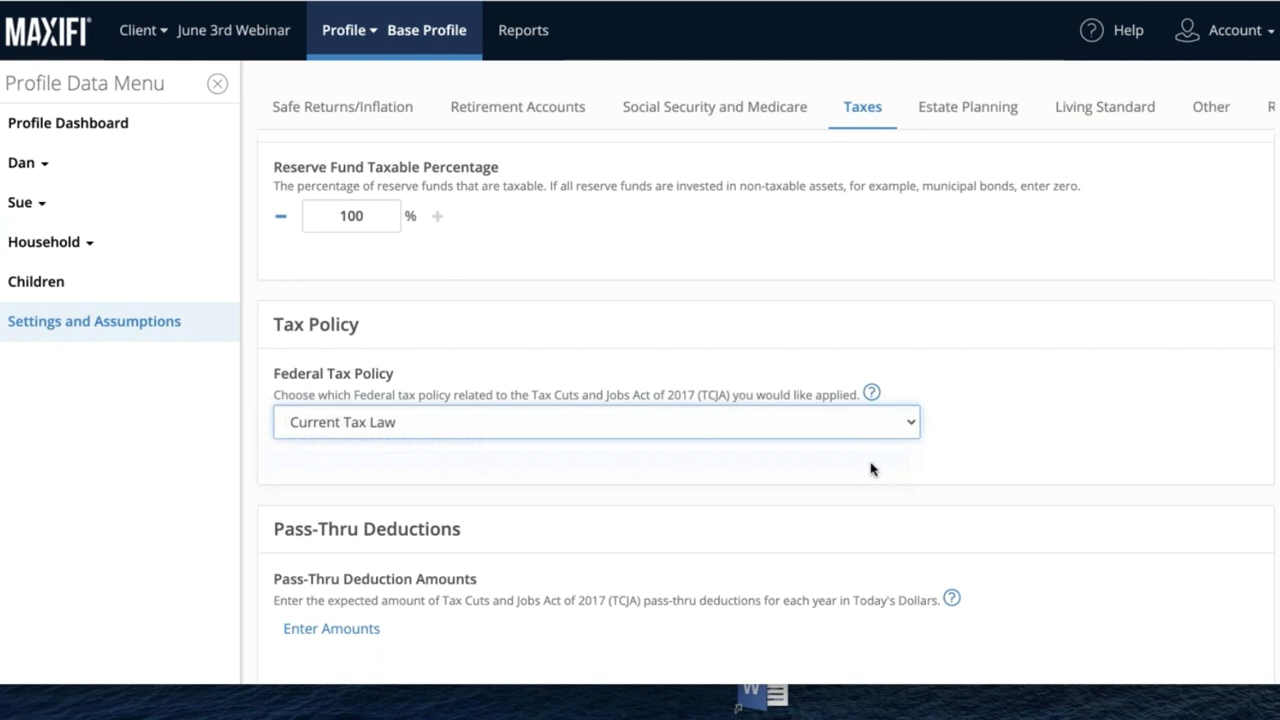 MAXIFI® Client June 3rd Webinar Profile Base Profile Reports Help Account
Profile Data Menu
Safe Returns/Inflation Retirement Accounts Social Security and Medicare Taxes Estate Planning Living Standard Other R
Profile Dashboard
Dan
Sue
Household
Children
Settings and Assumptions
Reserve Fund Taxable Percentage
The percentage of reserve funds that are taxable. If all reserve funds are invested in non-taxable assets, for example, municipal bonds, enter zero.
− 100 % +
Tax Policy
Federal Tax Policy
Choose which Federal tax policy related to the Tax Cuts and Jobs Act of 2017 (TCJA) you would like applied. ?
Current Tax Law
Pass-Thru Deductions
Pass-Thru Deduction Amounts
Enter the expected amount of Tax Cuts and Jobs Act of 2017 (TCJA) pass-thru deductions for each year in Today's Dollars. ?
Enter Amounts
W